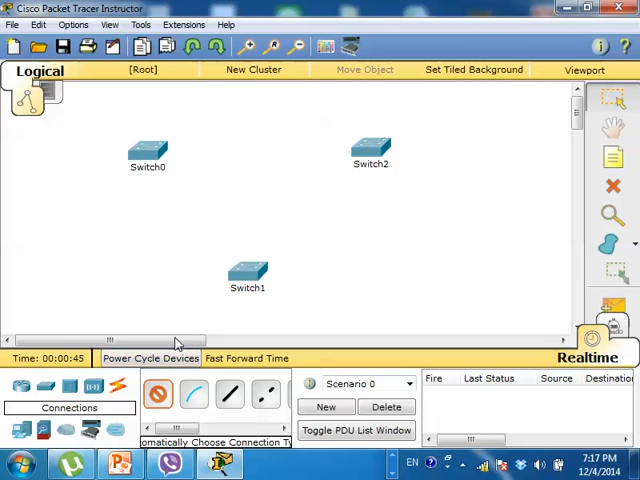 Cisco Packet Tracer Instructor
File Edit Options View Tools Extensions Help
Logical [Root] New Cluster Move Object Set Tiled Background Viewport
Switch0
Switch2
Switch1
Time: 00:00:45 Power Cycle Devices Fast Forward Time Realtime
Connections
utomatically Choose Connection Ty
Scenario 0
New Delete
Toggle PDU List Window
Fire Last Status Source Destination
EN 7:17 PM
12/4/2014